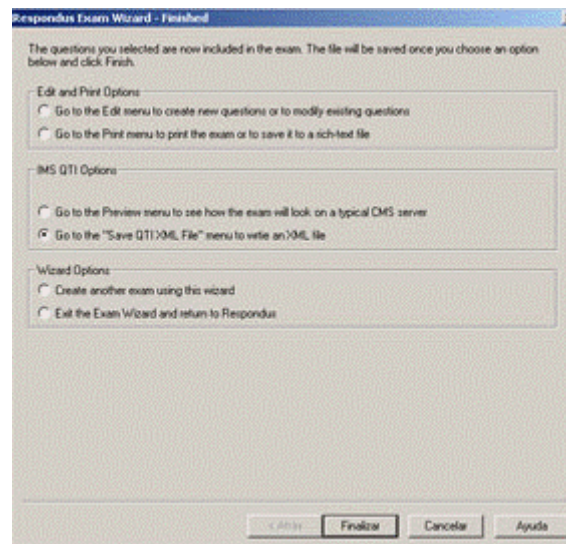 Respondus Exam Wizard - Finished
The questions you selected are now included in the exam. The file will be saved once you choose an option
below and click Finish.
Edit and Print Options
Go to the Edit menu to create new questions or to modify existing questions
Go to the Print menu to print the exam or to save it to a rich-text file
IMS QTI Options
Go to the Preview menu to see how the exam will look on a typical CMS server
Go to the "Save QTI XML File" menu to write an XML file
Wizard Options
Create another exam using this wizard
Exit the Exam Wizard and return to Respondus
< Atrás Finalizar Cancelar Ayuda